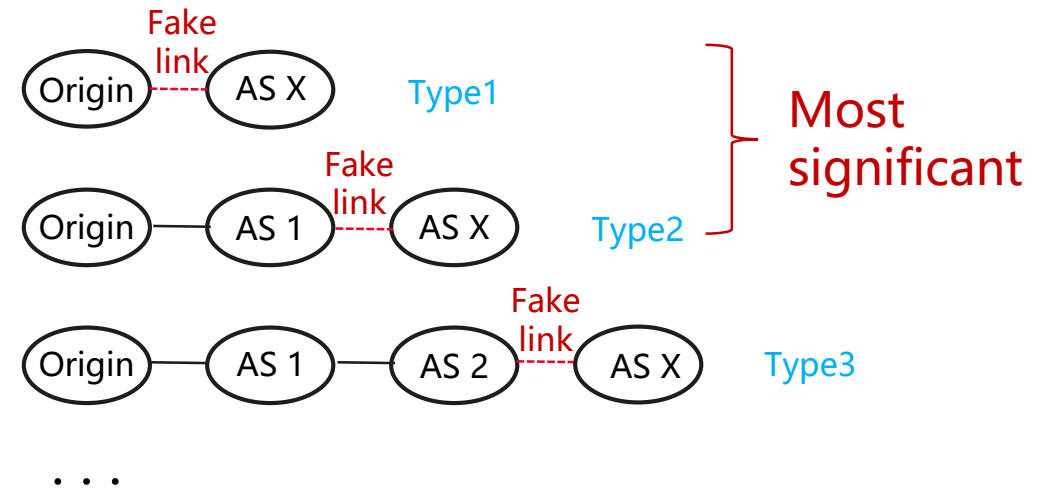 Fake
link
Origin AS X Type1
Most
significant
Fake
link
Origin AS 1 AS X Type2
Fake
link
Origin AS 1 AS 2 AS X Type3
. . .